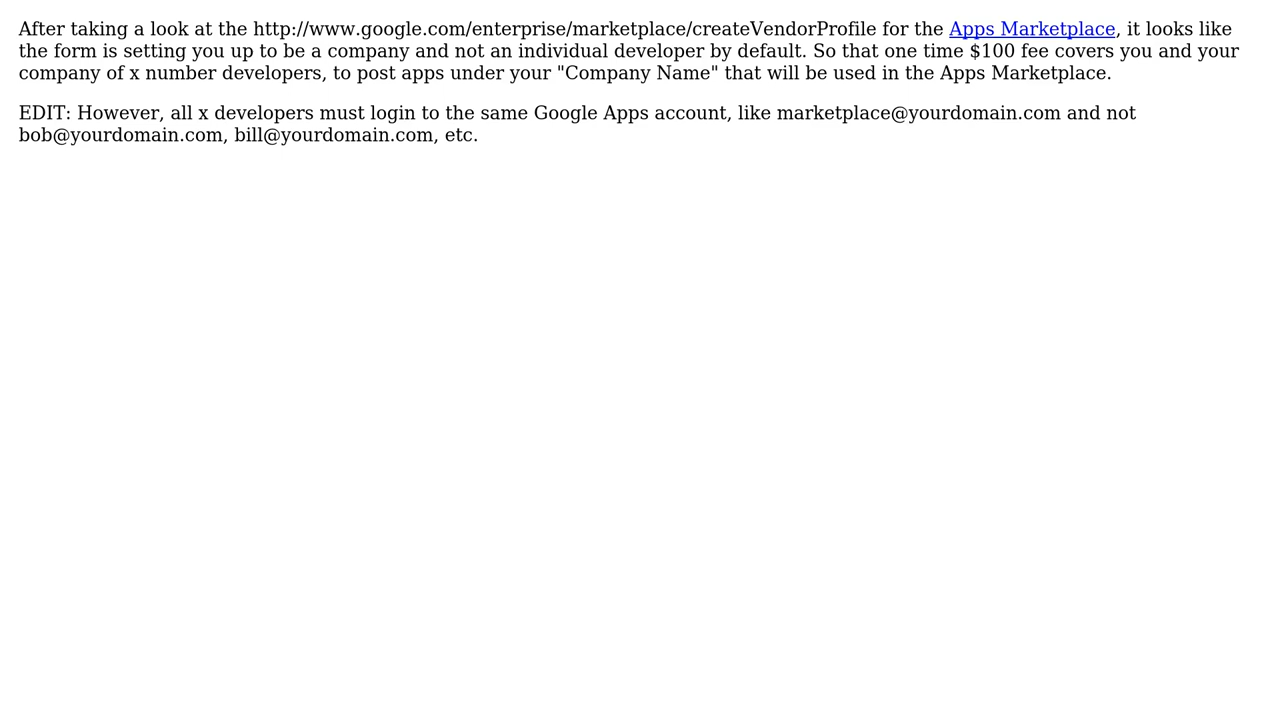 After taking a look at the http://www.google.com/enterprise/marketplace/createVendorProfile for the Apps Marketplace, it looks like
the form is setting you up to be a company and not an individual developer by default. So that one time $100 fee covers you and your
company of x number developers, to post apps under your "Company Name" that will be used in the Apps Marketplace.
EDIT: However, all x developers must login to the same Google Apps account, like marketplace@yourdomain.com and not
bob@yourdomain.com, bill@yourdomain.com, etc.